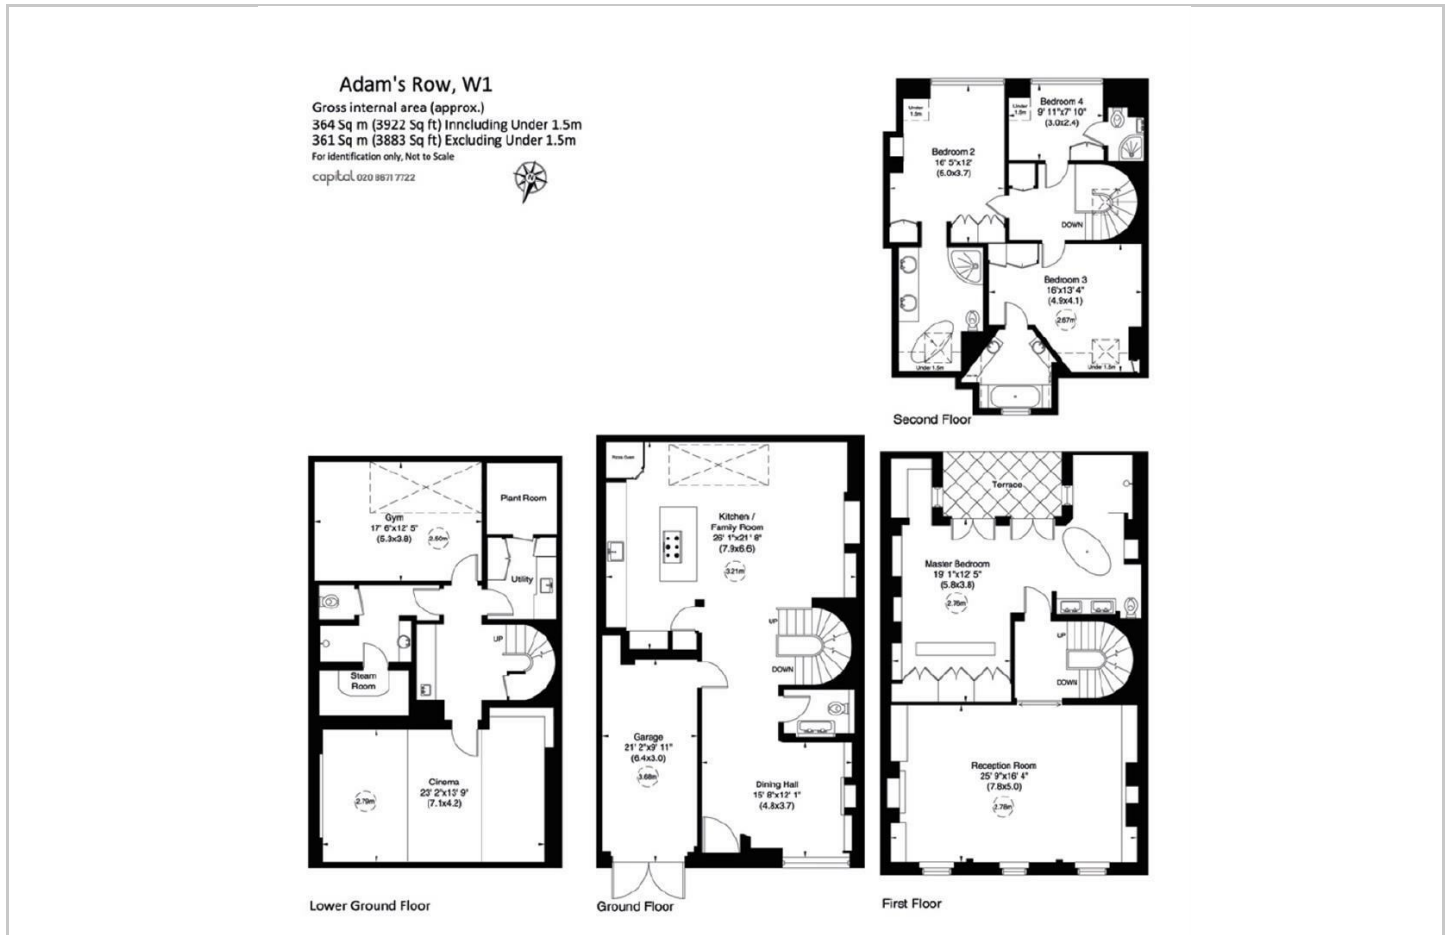 Adam's Row, W1
Gross internal area (approx.)
364 Sq m (3922 Sq ft) Inncluding Under 1.5m
361 Sq m (3883 Sq ft) Excluding Under 1.5m
For identification only, Not to Scale
capital 020 8671 7722
N
Under
1.5m
Bedroom 2
16' 5"x12'
(5.0x3.7)
Under
1.5m
Bedroom 4
9' 11"x7' 10"
(3.0x2.4)
DOWN
Bedroom 3
16'x13' 4"
(4.9x4.1)
2.57m
Under 1.5m
Under 1.5m
Second Floor
Gym
17' 6"x12' 5"
(5.3x3.8)
2.50m
Plant Room
Utility
UP
Steam
Room
Cinema
23' 2"x13' 9"
(7.1x4.2)
2.79m
Lower Ground Floor
Kitchen /
Family Room
26' 1"x21' 8"
(7.9x6.6)
3.21m
UP
DOWN
Garage
21' 2"x9' 11"
(6.4x3.0)
3.68m
Dining Hall
15' 8"x12' 1"
(4.8x3.7)
Ground Floor
Terrace
Master Bedroom
19' 1"x12' 5"
(5.8x3.8)
2.76m
UP
DOWN
Reception Room
25' 9"x16' 4"
(7.8x5.0)
2.78m
First Floor